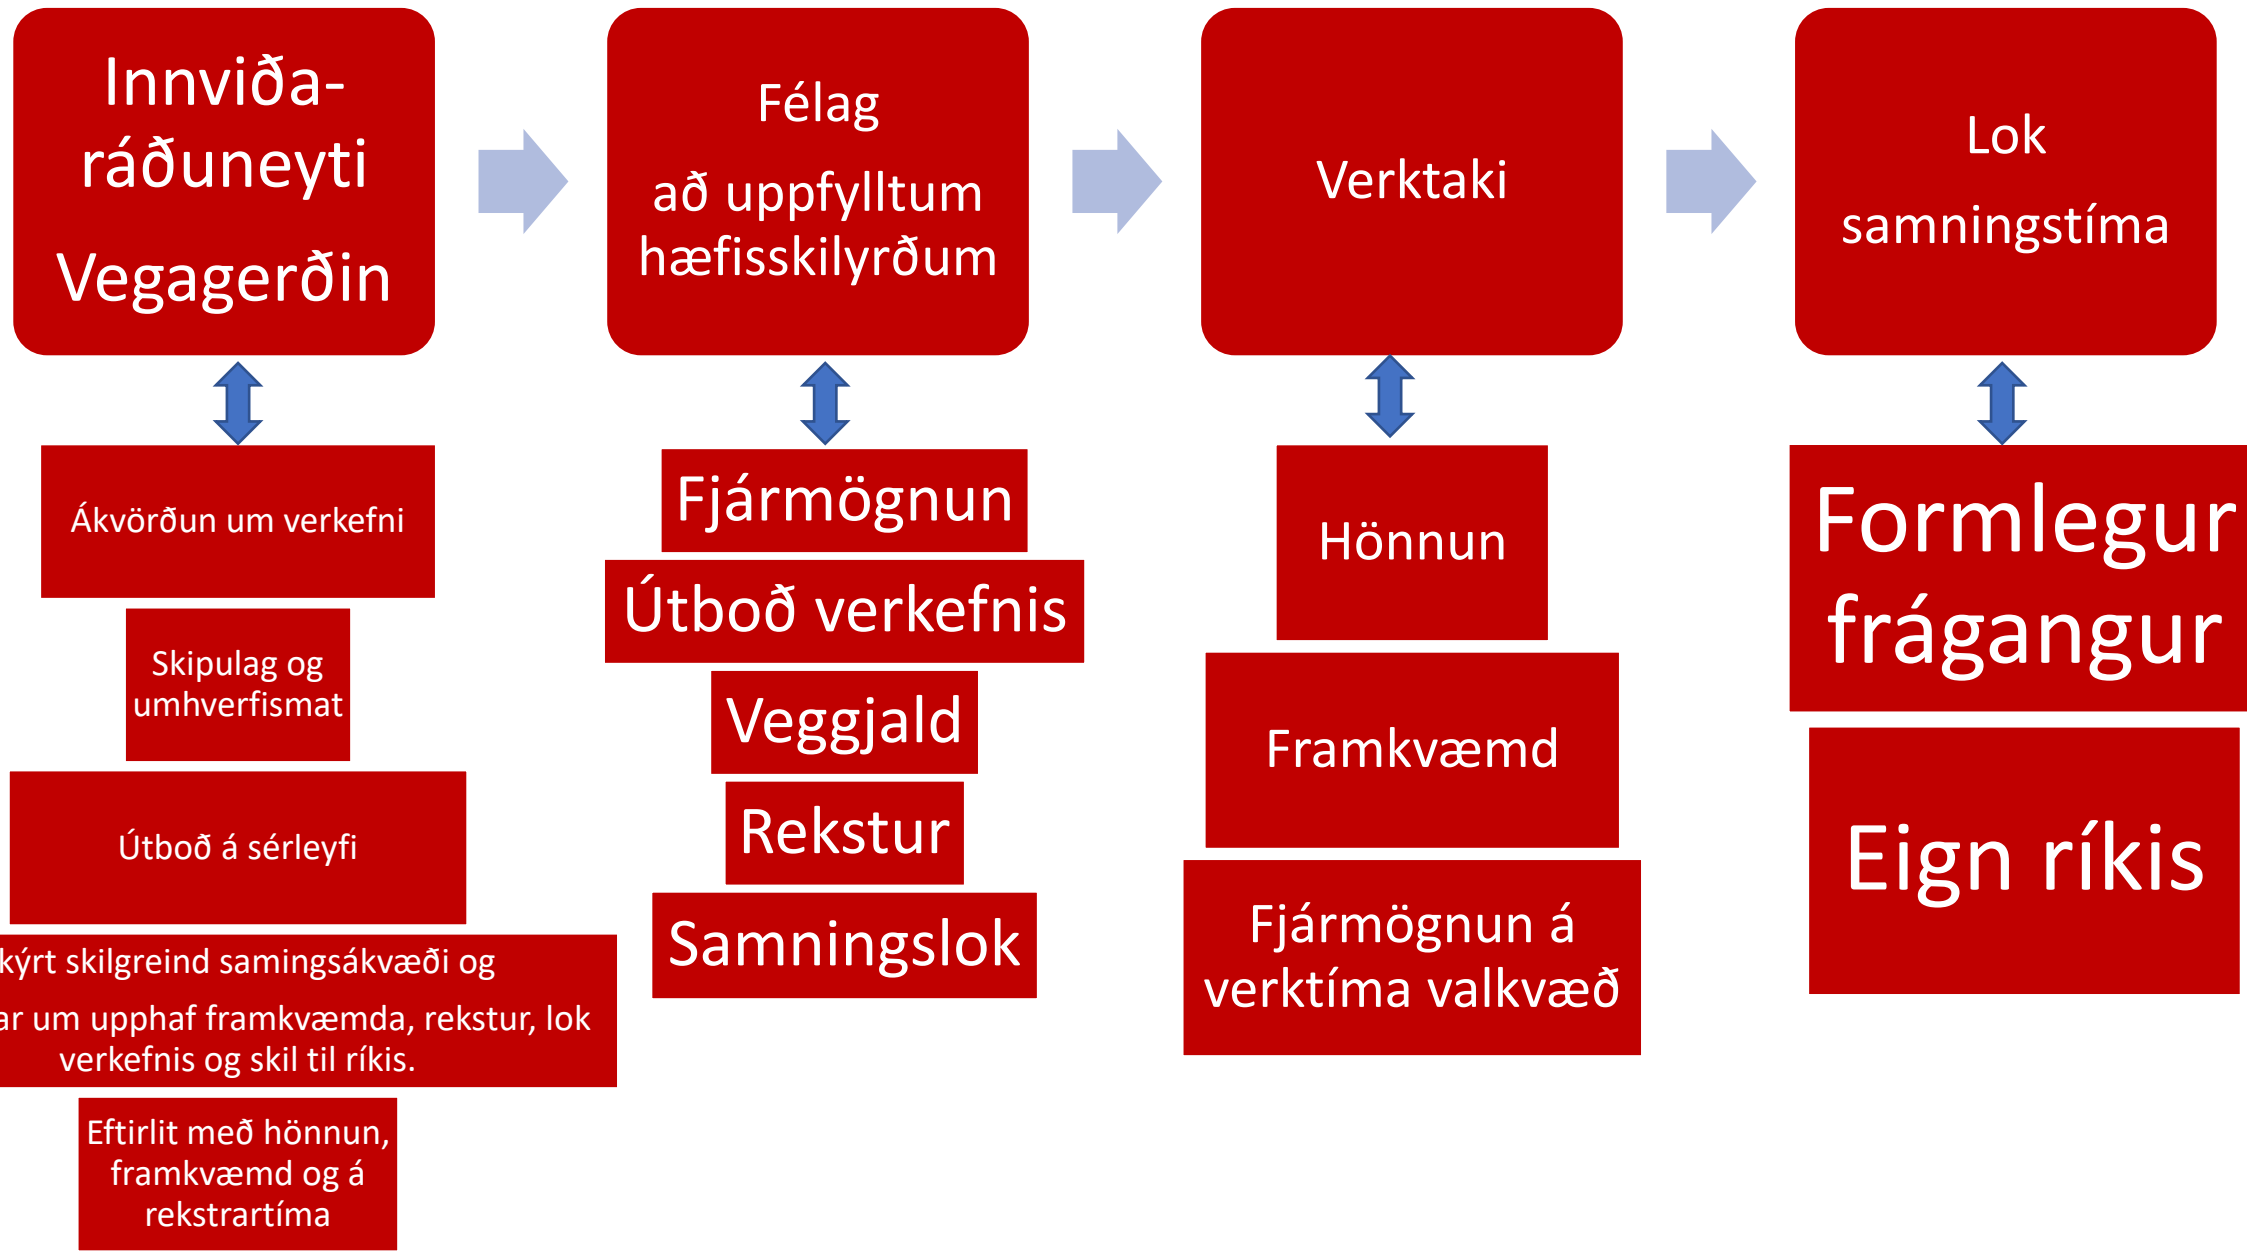 Innviða-
ráðuneyti
Vegagerðin
Félag
að uppfylltum
hæfisskilyrðum
Verktaki
Lok
samningstíma
Ákvörðun um verkefni
Skipulag og
umhverfismat
Útboð á sérleyfi
kýrt skilgreind samingsákvæði og
ar um upphaf framkvæmda, rekstur, lok
verkefnis og skil til ríkis.
Eftirlit með hönnun,
framkvæmd og á
rekstrartíma
Fjármögnun
Útboð verkefnis
Veggjald
Rekstur
Samningslok
Hönnun
Framkvæmd
Fjármögnun á
verktíma valkvæð
Formlegur
frágangur
Eign ríkis